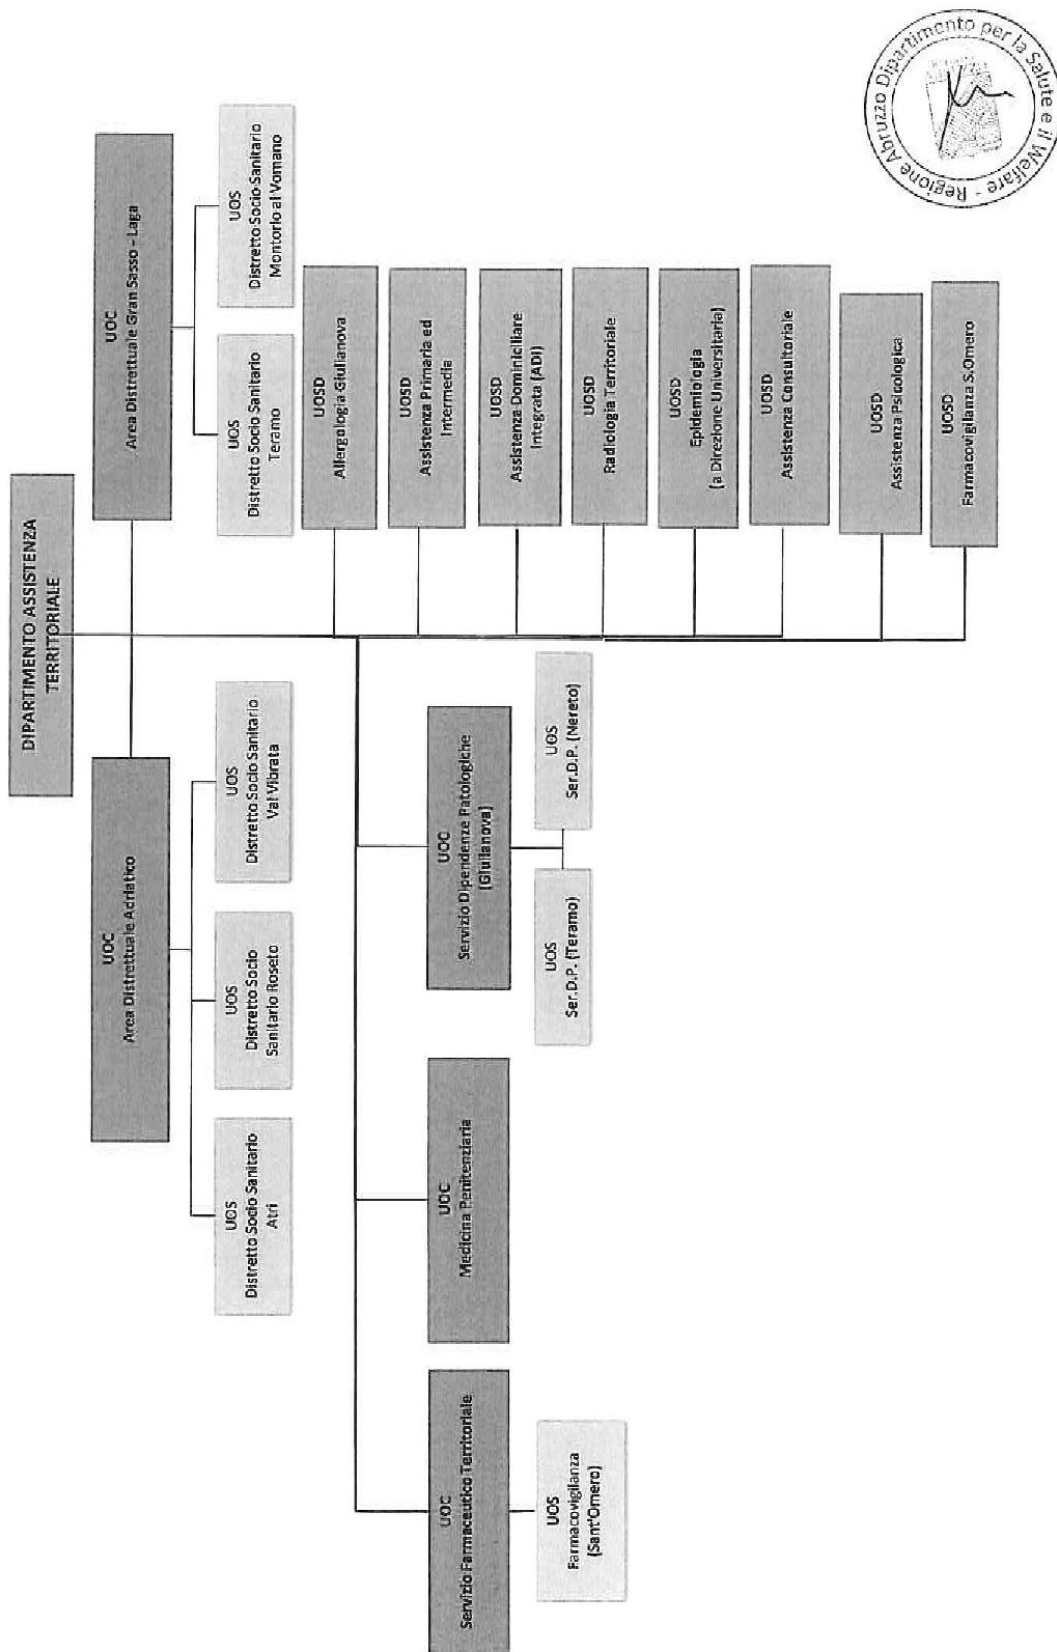 DIPARTIMENTO ASSISTENZA
TERRITORIALE
UOC
Area Distrettuale Adriatico
UOC
Area Distrettuale Gran Sasso - Laga
UOS
Distretto Socio Sanitario
Atri
UOS
Distretto Socio
Sanitario Roseto
UOS
Distretto Socio Sanitario
Val Vibrata
UOS
Distretto Socio Sanitario
Teramo
UOS
Distretto Socio Sanitario
Montorio al Vomano
UOSD
Allergologia Giulianova
UOSD
Assistenza Primaria ed
Intermedia
UOSD
Assistenza Dominiciliare
Integrata (ADI)
UOSD
Radiologia Territoriale
UOSD
Epidemiologia
(a Direzione Universitaria)
UOSD
Assistenza Consultoriale
UOSD
Assistenza Psicologica
UOSD
Farmacovigilanza S.Omero
UOC
Servizio Farmaceutico Territoriale
UOC
Medicina Penitenziaria
UOC
Servizio Dipendenze Patologiche
(Giulianova)
UOS
Farmacovigilanza
(Sant'Omero)
UOS
Ser.D.P. (Teramo)
UOS
Ser.D.P. (Nereto)
Regione Abruzzo Dipartimento per la Salute e il Welfare -